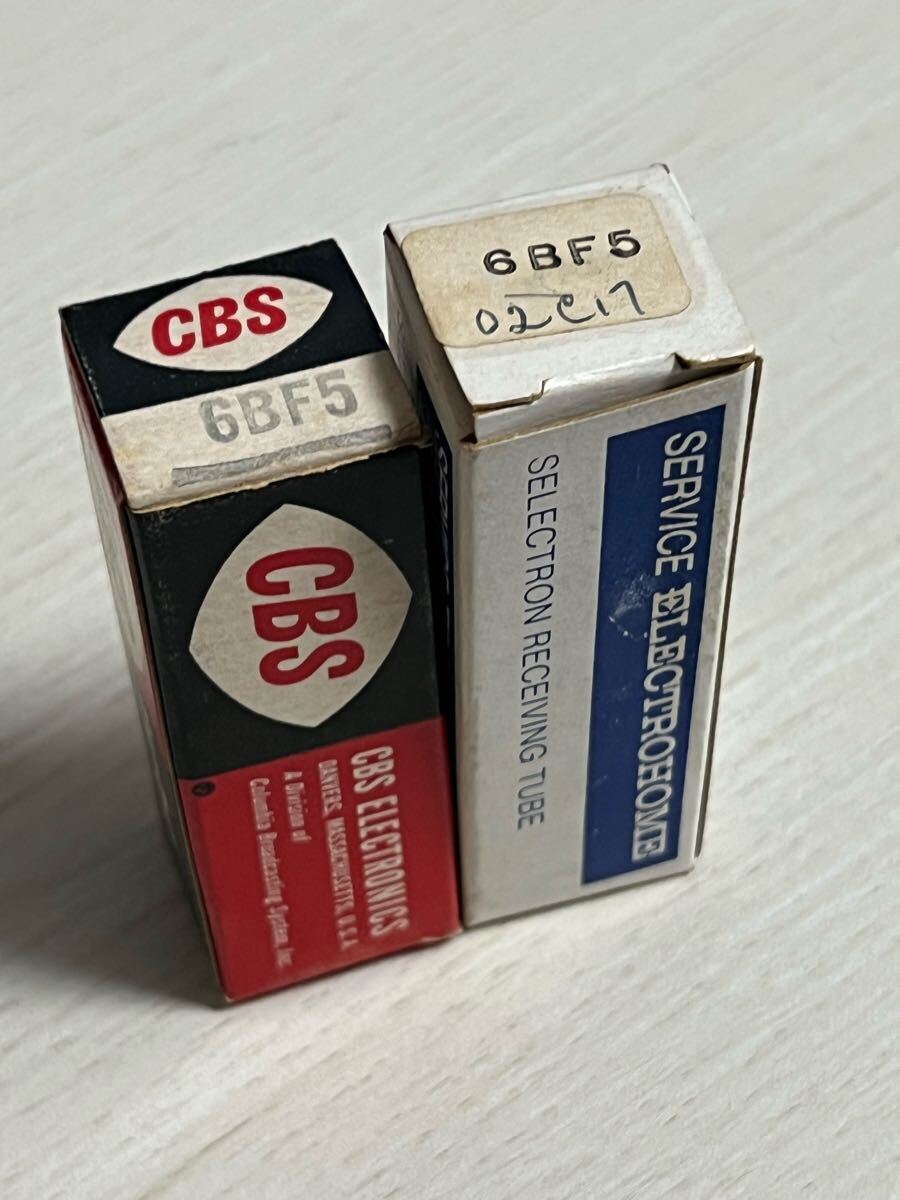 CBS
6BF5
CBS
CBS ELECTRONICS
DANVERS, MASSACHUSETTS, U.S.A.
A Division of
Columbia Broadcasting System, Inc.
6BF5
02C17
SERVICE ELECTROHOME
SELECTRON RECEIVING TUBE